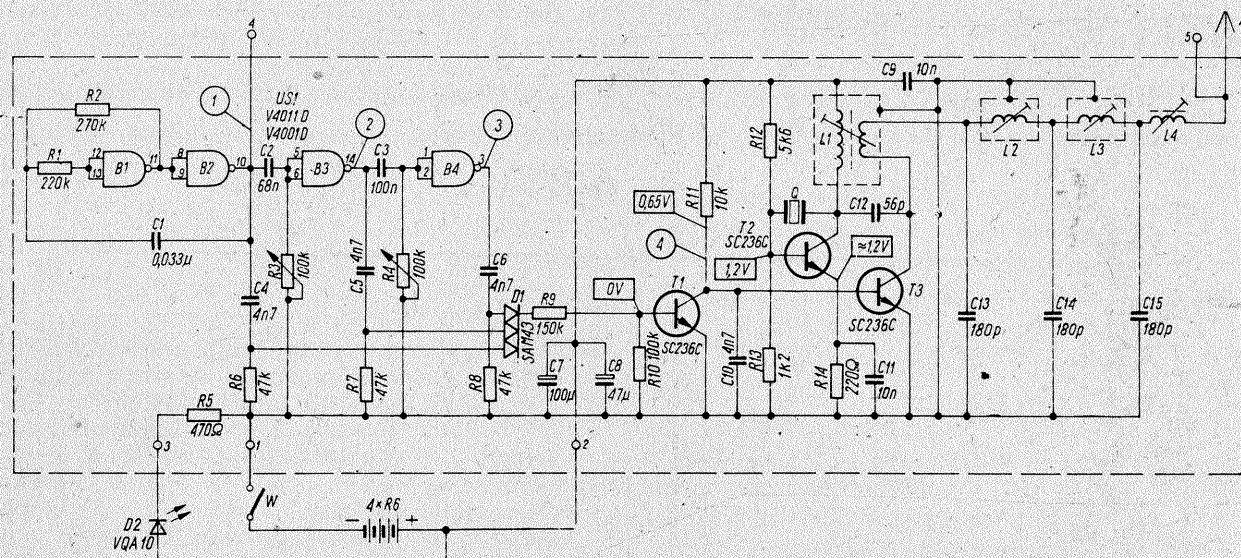 4
5
R2
270k
1
US1
V4011D
V4001D
2
3
R1
220k
12
13
B1
11
8
9
B2
10
C2
68n
5
6
B3
14
C3
100n
1
2
B4
3
C1
0,033µ
C4
4n7
R3
100k
4n7
C5
R4
100k
C6
4n7
D1
SAM43
R9
150k
R6
47k
R7
47k
R8
47k
C7
100µ
C8
47µ
R5
470Ω
3
1
2
W
4×R6
−
+
D2
VQA10
C9
10n
R12
5k6
L1
R11
10k
0,65V
4
Q
C12
56p
T2
SC236C
1,2V
≈1,2V
0V
T1
SC236C
T3
SC236C
R10
100k
C10
4n7
R13
1k2
R14
220Ω
C11
10n
L2
L3
L4
C13
180p
C14
180p
C15
180p